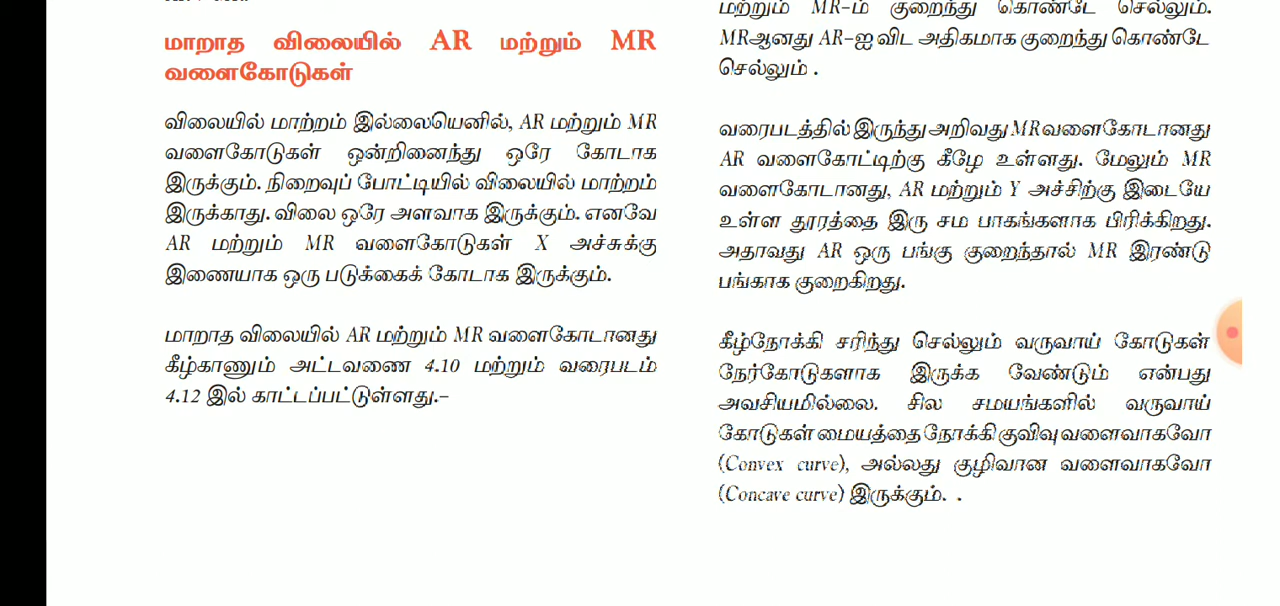 மாறாத விலையில் AR மற்றும் MR
வளைகோடுகள்
விலையில் மாற்றம் இல்லையெனில், AR மற்றும் MR
வளைகோடுகள் ஒன்றினைந்து ஒரே கோடாக
இருக்கும். நிறைவுப் போட்டியில் விலையில் மாற்றம்
இருக்காது. விலை ஒரே அளவாக இருக்கும். எனவே
AR மற்றும் MR வளைகோடுகள் X அச்சுக்கு
இணையாக ஒரு படுக்கைக் கோடாக இருக்கும்.
மாறாத விலையில் AR மற்றும் MR வளைகோடானது
கீழ்காணும் அட்டவணை 4.10 மற்றும் வரைபடம்
4.12 இல் காட்டப்பட்டுள்ளது.–
மற்றும் MR–ம் குறைந்து கொண்டே செல்லும்.
MRஆனது AR–ஐ விட அதிகமாக குறைந்து கொண்டே
செல்லும் .
வரைபடத்தில் இருந்து அறிவது MR வளைகோடானது
AR வளைகோட்டிற்கு கீழே உள்ளது. மேலும் MR
வளைகோடானது, AR மற்றும் Y அச்சிற்கு இடையே
உள்ள தூரத்தை இரு சம பாகங்களாக பிரிக்கிறது.
அதாவது AR ஒரு பங்கு குறைந்தால் MR இரண்டு
பங்காக குறைகிறது.
கீழ்நோக்கி சரிந்து செல்லும் வருவாய் கோடுகள்
நேர்கோடுகளாக இருக்க வேண்டும் என்பது
அவசியமில்லை. சில சமயங்களில் வருவாய்
கோடுகள் மையத்தை நோக்கி குவிவு வளைவாகவோ
(Convex curve), அல்லது குழிவான வளைவாகவோ
(Concave curve) இருக்கும். .